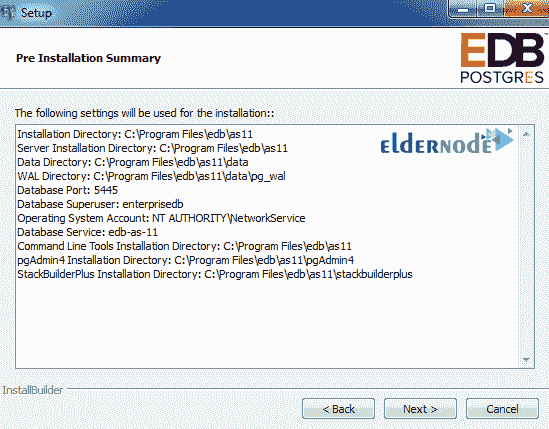 Setup
EDB
POSTGRES
Pre Installation Summary
The following settings will be used for the installation::
eldernode
Installation Directory: C:\Program Files\edb\as11
Server Installation Directory: C:\Program Files\edb\as11
Data Directory: C:\Program Files\edb\as11\data
WAL Directory: C:\Program Files\edb\as11\data\pg_wal
Database Port: 5445
Database Superuser: enterprisedb
Operating System Account: NT AUTHORITY\NetworkService
Database Service: edb-as-11
Command Line Tools Installation Directory: C:\Program Files\edb\as11
pgAdmin4 Installation Directory: C:\Program Files\edb\as11\pgAdmin4
StackBuilderPlus Installation Directory: C:\Program Files\edb\as11\stackbuilderplus
InstallBuilder
< Back Next > Cancel